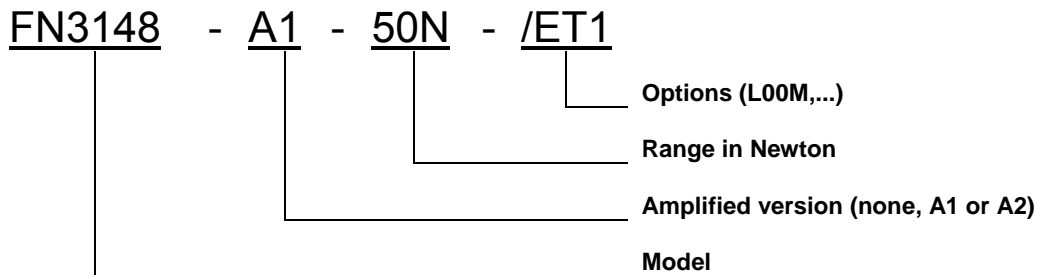 FN3148 - A1 - 50N - /ET1
Options (L00M,...)
Range in Newton
Amplified version (none, A1 or A2)
Model